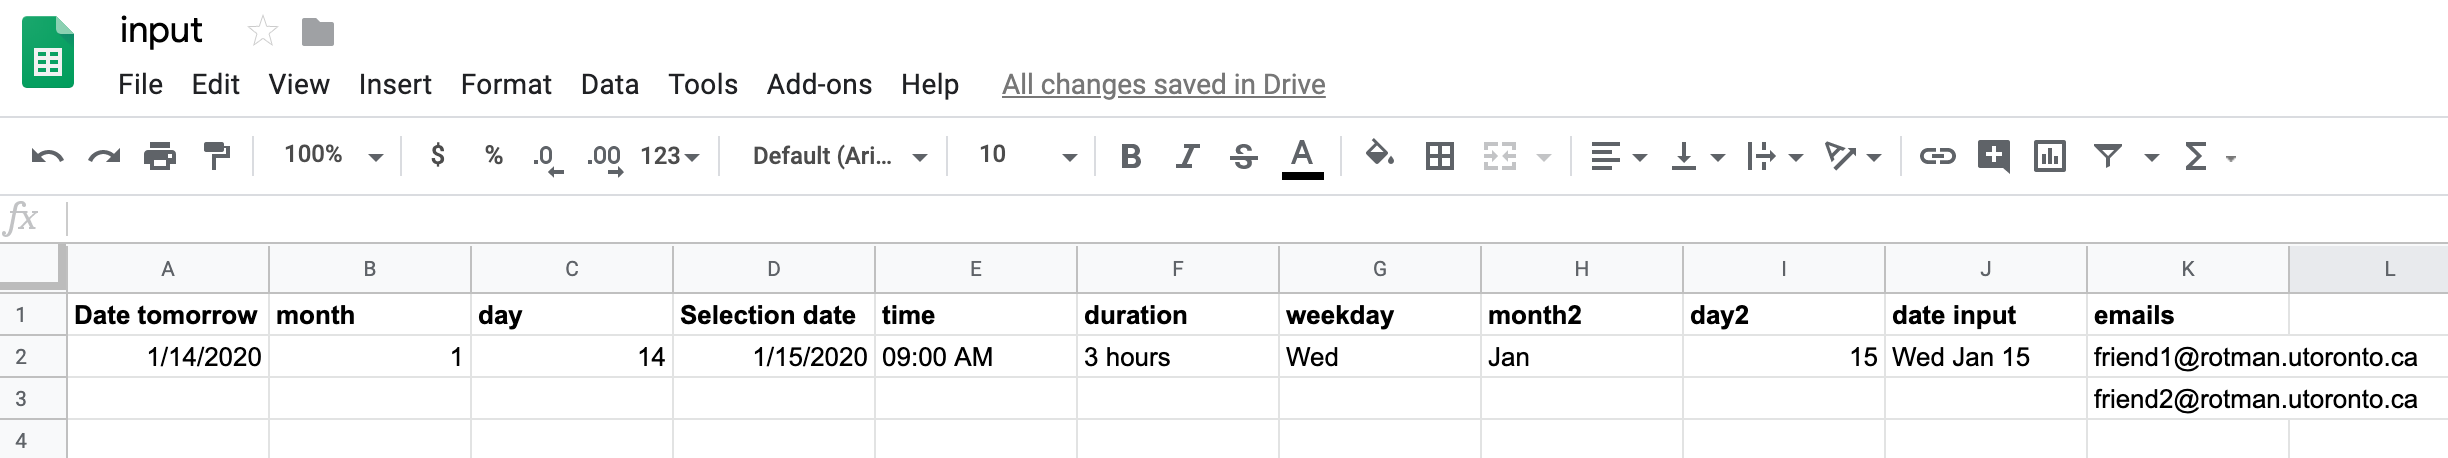 input
File Edit View Insert Format Data Tools Add-ons Help All changes saved in Drive
100% $ % .0 .00 123 Default (Ari... 10 B I S A Σ
fx
A B C D E F G H I J K L
1 Date tomorrow month day Selection date time duration weekday month2 day2 date input emails
2 1/14/2020 1 14 1/15/2020 09:00 AM 3 hours Wed Jan 15 Wed Jan 15 friend1@rotman.utoronto.ca
3 friend2@rotman.utoronto.ca
4